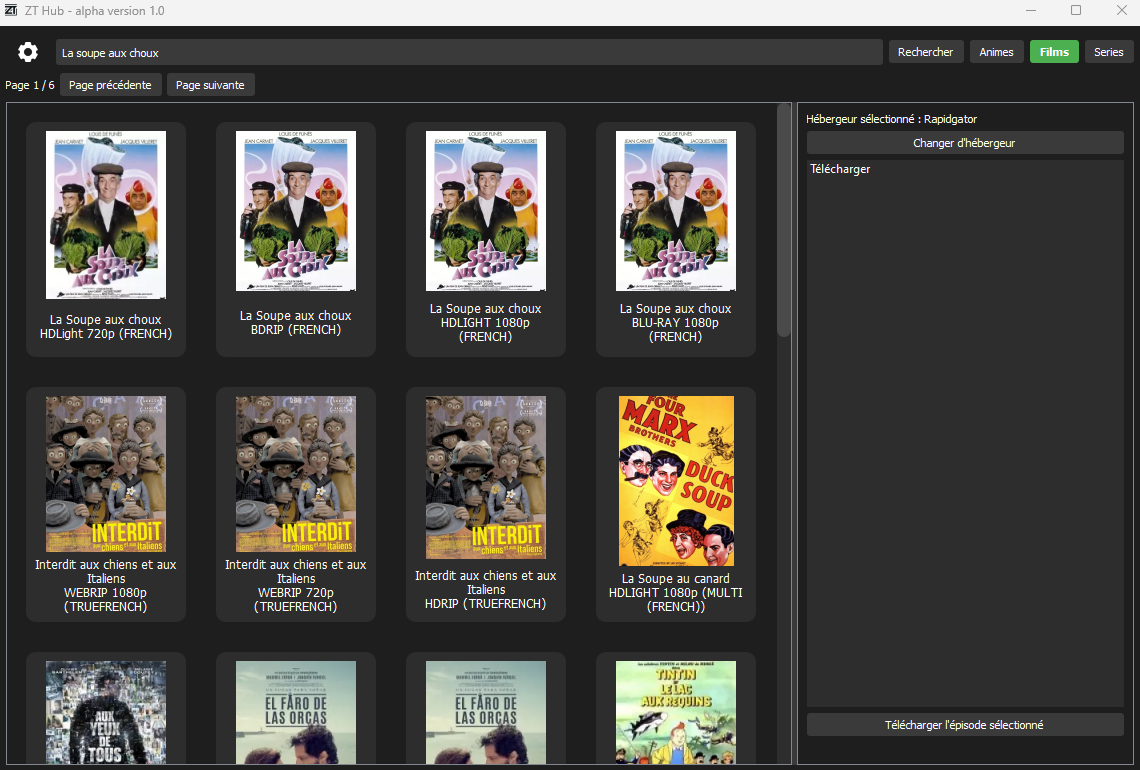 ZT Hub - alpha version 1.0
La soupe aux choux
Rechercher
Animes
Films
Series
Page 1 / 6
Page précédente
Page suivante
LOUIS DE FUNÈS
JEAN CARMET
JACQUES VILLERET
LA
SOUPE
AUX CHOUX
La Soupe aux choux
HDLight 720p (FRENCH)
LOUIS DE FUNÈS
JEAN CARMET
JACQUES VILLERET
LA
SOUPE
AUX CHOUX
La Soupe aux choux
BDRIP (FRENCH)
LOUIS DE FUNÈS
JEAN CARMET
JACQUES VILLERET
LA
SOUPE
AUX CHOUX
La Soupe aux choux
HDLIGHT 1080p
(FRENCH)
LOUIS DE FUNÈS
JEAN CARMET
JACQUES VILLERET
LA
SOUPE
AUX CHOUX
La Soupe aux choux
BLU-RAY 1080p
(FRENCH)
INTERDIT
aux chiens et aux Italiens
Interdit aux chiens et aux
Italiens
WEBRIP 1080p
(TRUEFRENCH)
INTERDIT
aux chiens et aux Italiens
Interdit aux chiens et aux
Italiens
WEBRIP 720p
(TRUEFRENCH)
INTERDIT
aux chiens et aux Italiens
Interdit aux chiens et aux
Italiens
HDRIP (TRUEFRENCH)
FOUR
MARX
BROTHERS
DUCK
SOUP
La Soupe au canard
HDLIGHT 1080p (MULTI
(FRENCH))
AUX
YEUX
DE
TOUS
EL FARO DE
LAS ORCAS
EL FARO DE
LAS ORCAS
TINTIN
ET
LE LAC
AUX REQUINS
Hébergeur sélectionné : Rapidgator
Changer d'hébergeur
Télécharger
Télécharger l'épisode sélectionné